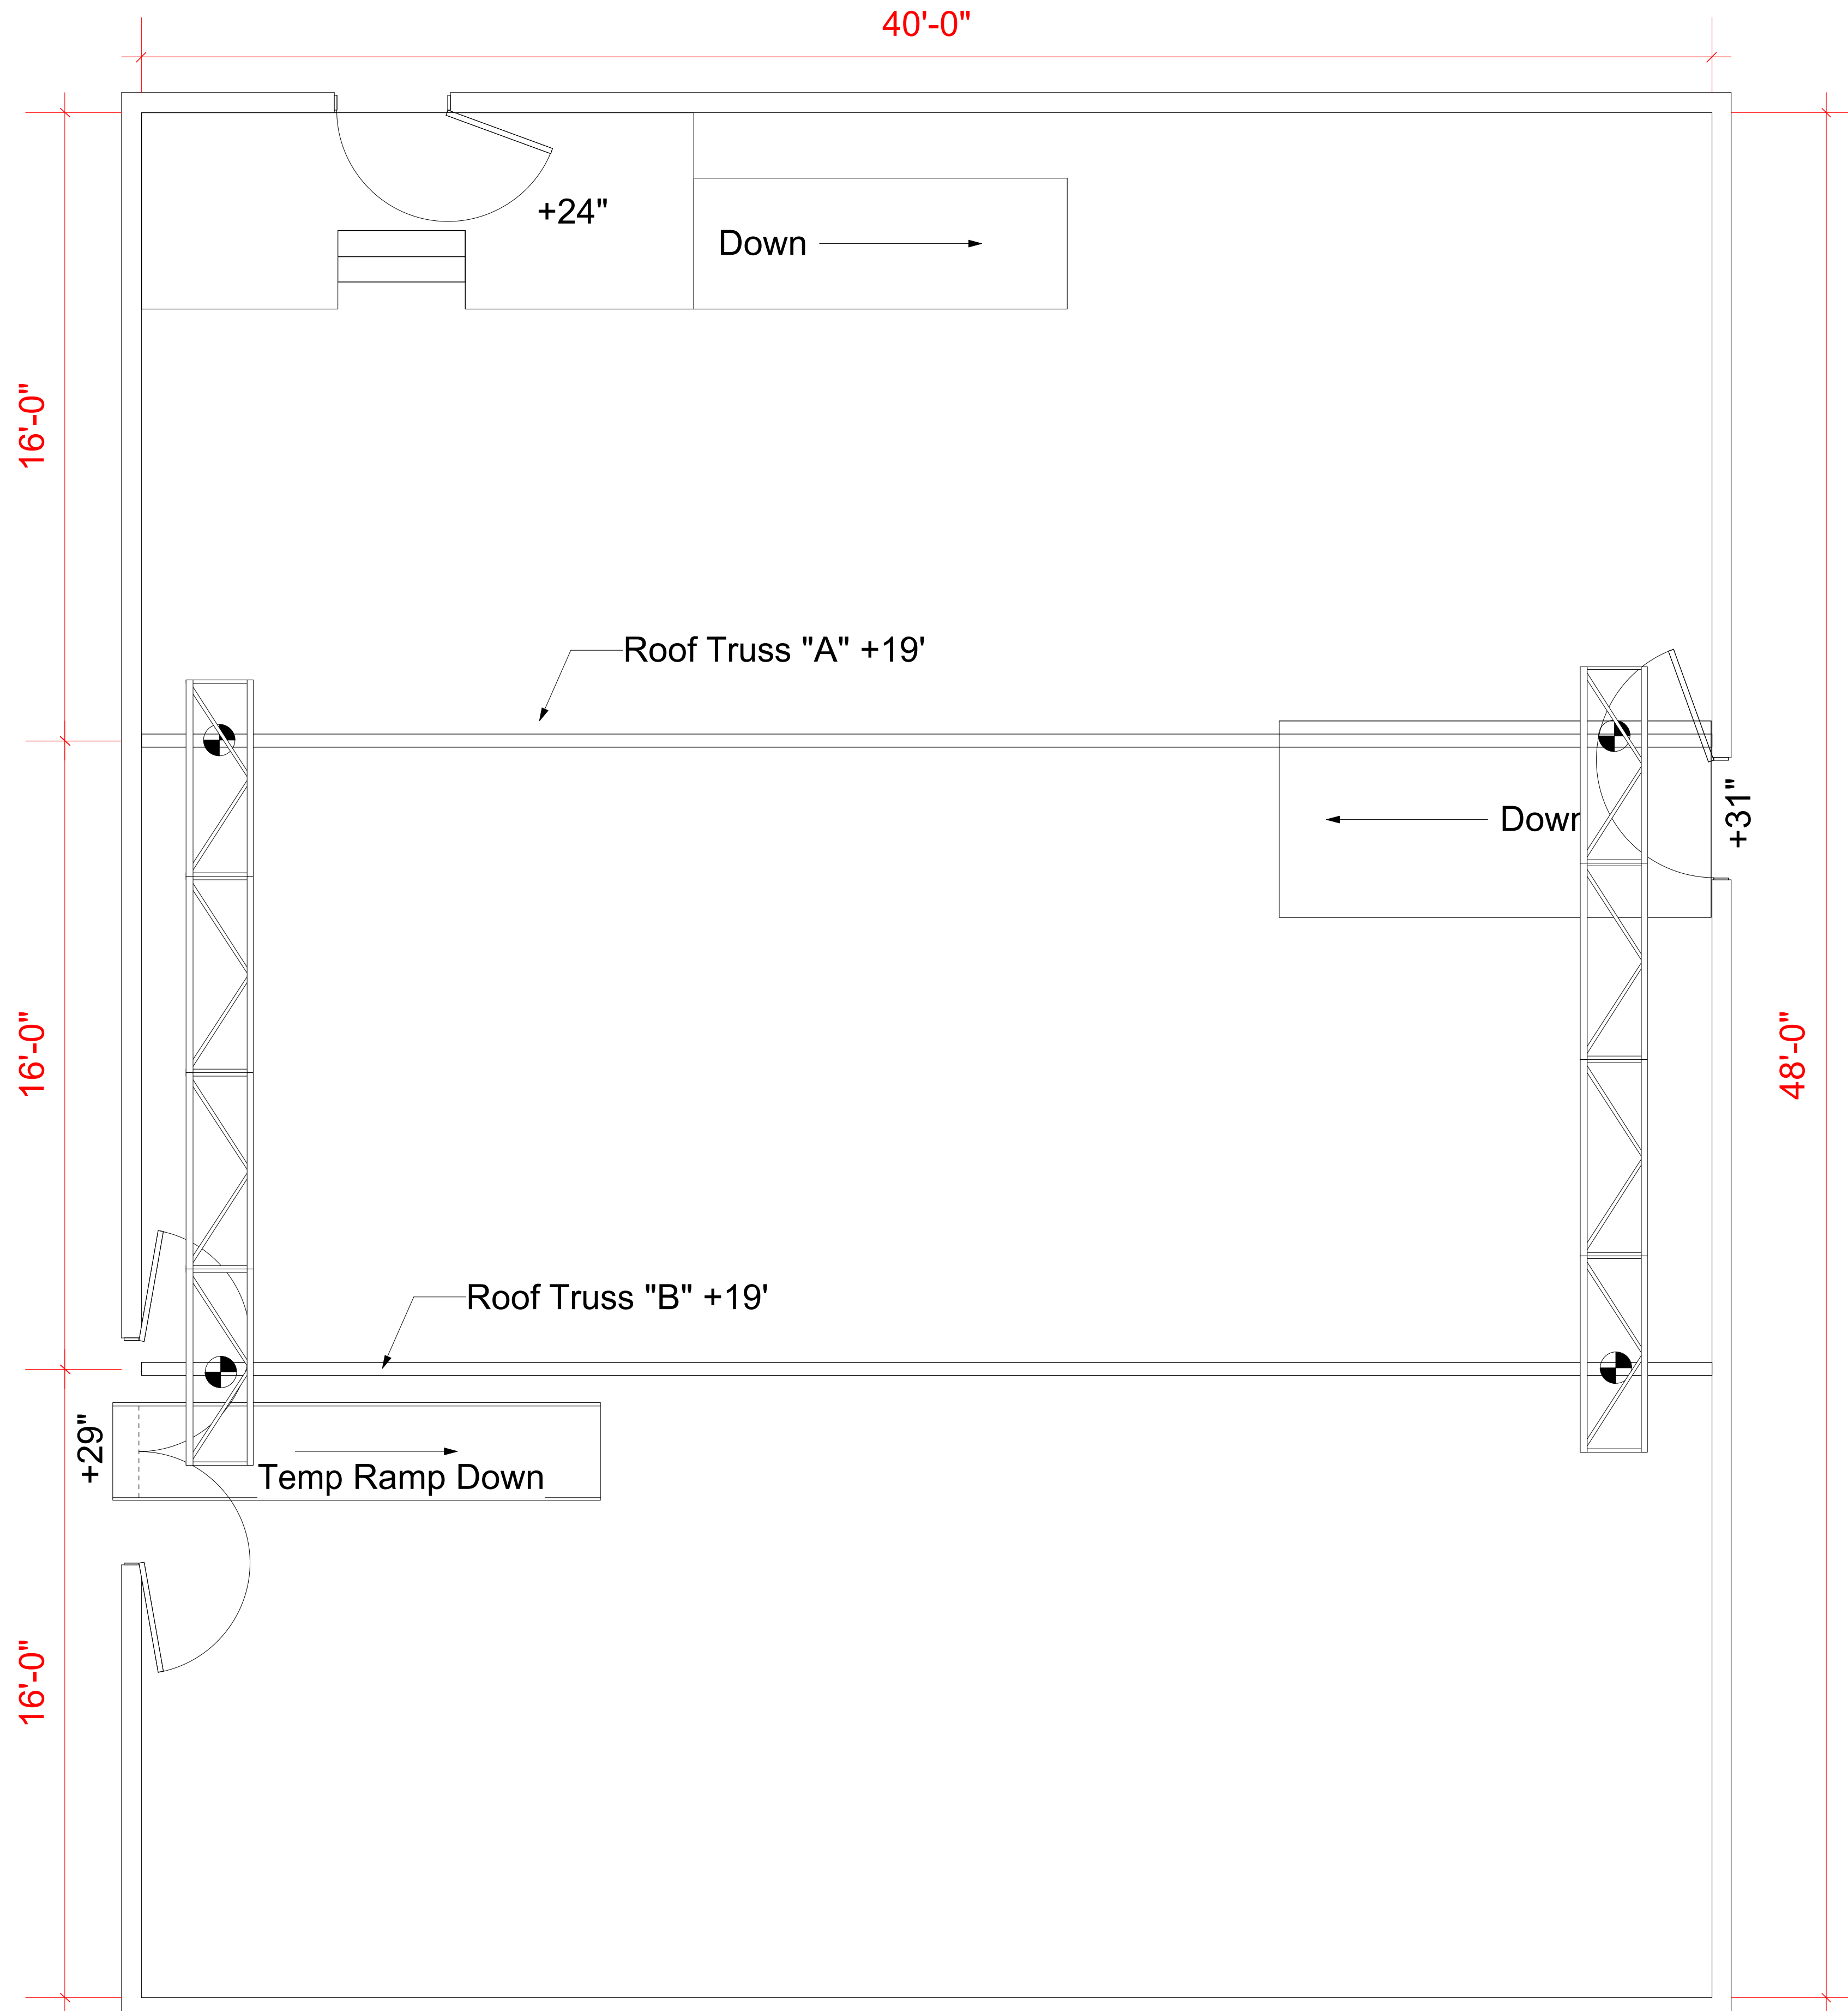 40'-0"
+24"
Down
16'-0"
Roof Truss "A" +19'
Down
+31"
16'-0"
48'-0"
Roof Truss "B" +19'
+29"
Temp Ramp Down
16'-0"